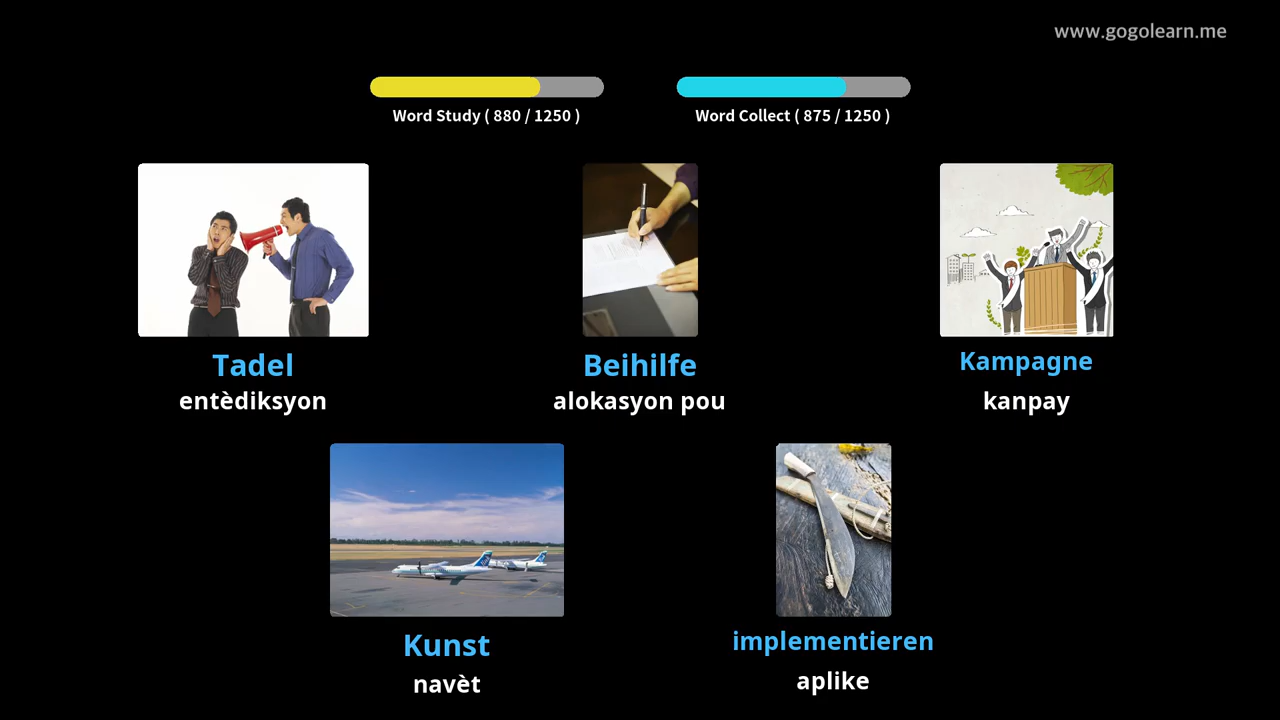 www.gogolearn.me
Word Study ( 880 / 1250 )
Word Collect ( 875 / 1250 )
Tadel
entèdiksyon
Beihilfe
alokasyon pou
Kampagne
kanpay
Kunst
navèt
implementieren
aplike